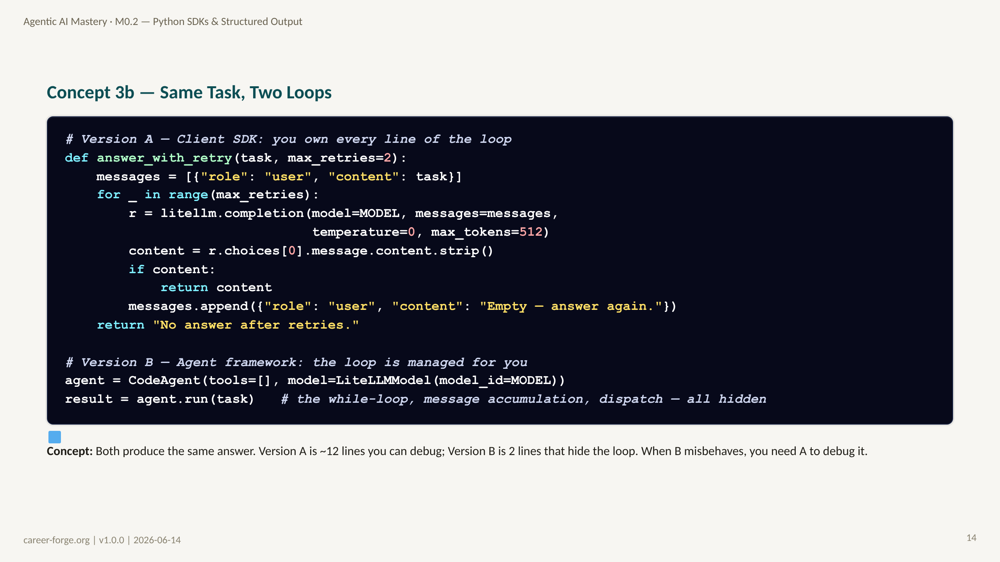 Agentic AI Mastery · M0.2 — Python SDKs & Structured Output
Concept 3b — Same Task, Two Loops
# Version A — Client SDK: you own every line of the loop
def answer_with_retry(task, max_retries=2):
    messages = [{"role": "user", "content": task}]
    for _ in range(max_retries):
        r = litellm.completion(model=MODEL, messages=messages,
                               temperature=0, max_tokens=512)
        content = r.choices[0].message.content.strip()
        if content:
            return content
        messages.append({"role": "user", "content": "Empty — answer again."})
    return "No answer after retries."

# Version B — Agent framework: the loop is managed for you
agent = CodeAgent(tools=[], model=LiteLLMModel(model_id=MODEL))
result = agent.run(task)   # the while-loop, message accumulation, dispatch — all hidden
Concept: Both produce the same answer. Version A is ~12 lines you can debug; Version B is 2 lines that hide the loop. When B misbehaves, you need A to debug it.
career-forge.org | v1.0.0 | 2026-06-14
14